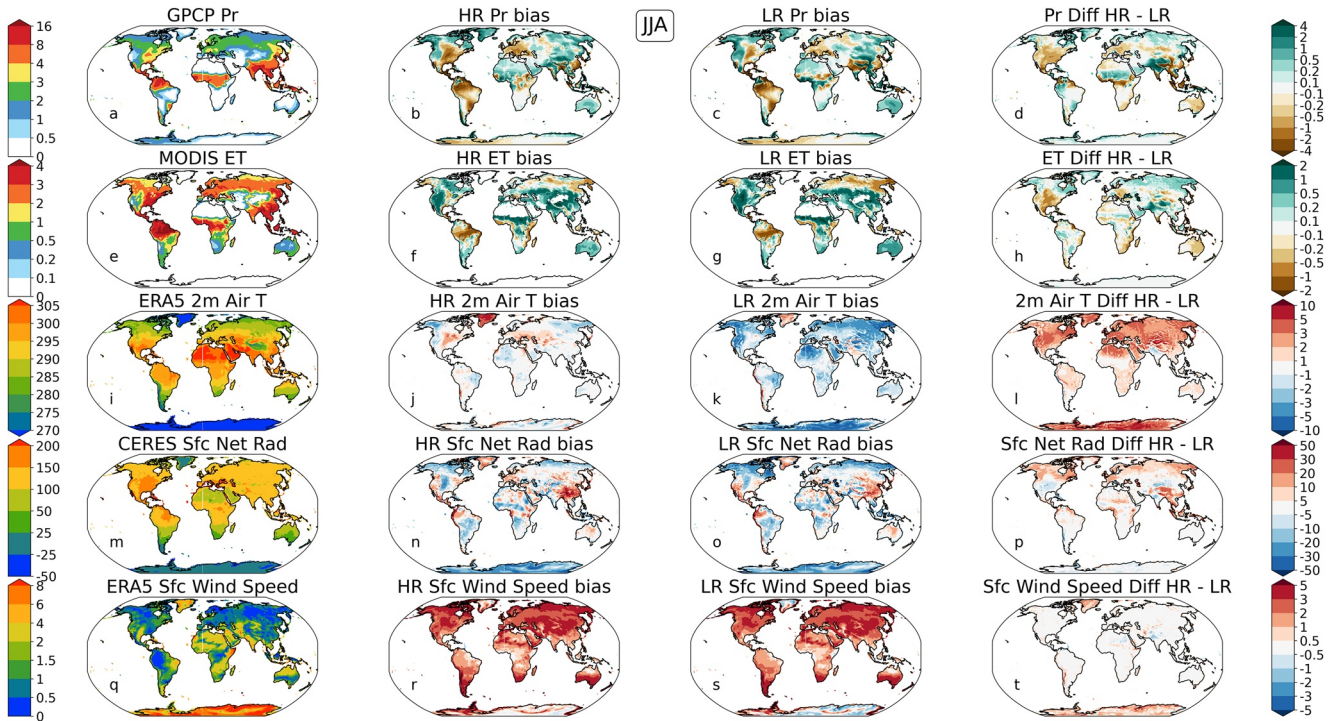 JJA
GPCP Pr
HR Pr bias
LR Pr bias
Pr Diff HR - LR
16
8
4
3
2
1
0.5
0
a
b
c
d
4
2
1
0.5
0.2
0.1
-0.1
-0.2
-0.5
-1
-2
-4
MODIS ET
HR ET bias
LR ET bias
ET Diff HR - LR
4
3
2
1
0.5
0.2
0.1
0
e
f
g
h
2
1
0.5
0.2
0.1
-0.1
-0.2
-0.5
-1
-2
ERA5 2m Air T
HR 2m Air T bias
LR 2m Air T bias
2m Air T Diff HR - LR
305
300
295
290
285
280
275
270
i
j
k
l
10
5
3
2
1
-1
-2
-3
-5
-10
CERES Sfc Net Rad
HR Sfc Net Rad bias
LR Sfc Net Rad bias
Sfc Net Rad Diff HR - LR
200
150
100
50
25
-25
-50
m
n
o
p
50
30
20
10
5
-5
-10
-20
-30
-50
ERA5 Sfc Wind Speed
HR Sfc Wind Speed bias
LR Sfc Wind Speed bias
Sfc Wind Speed Diff HR - LR
8
6
4
2
1.5
1
0.5
0
q
r
s
t
5
3
2
1
0.5
-0.5
-1
-2
-3
-5